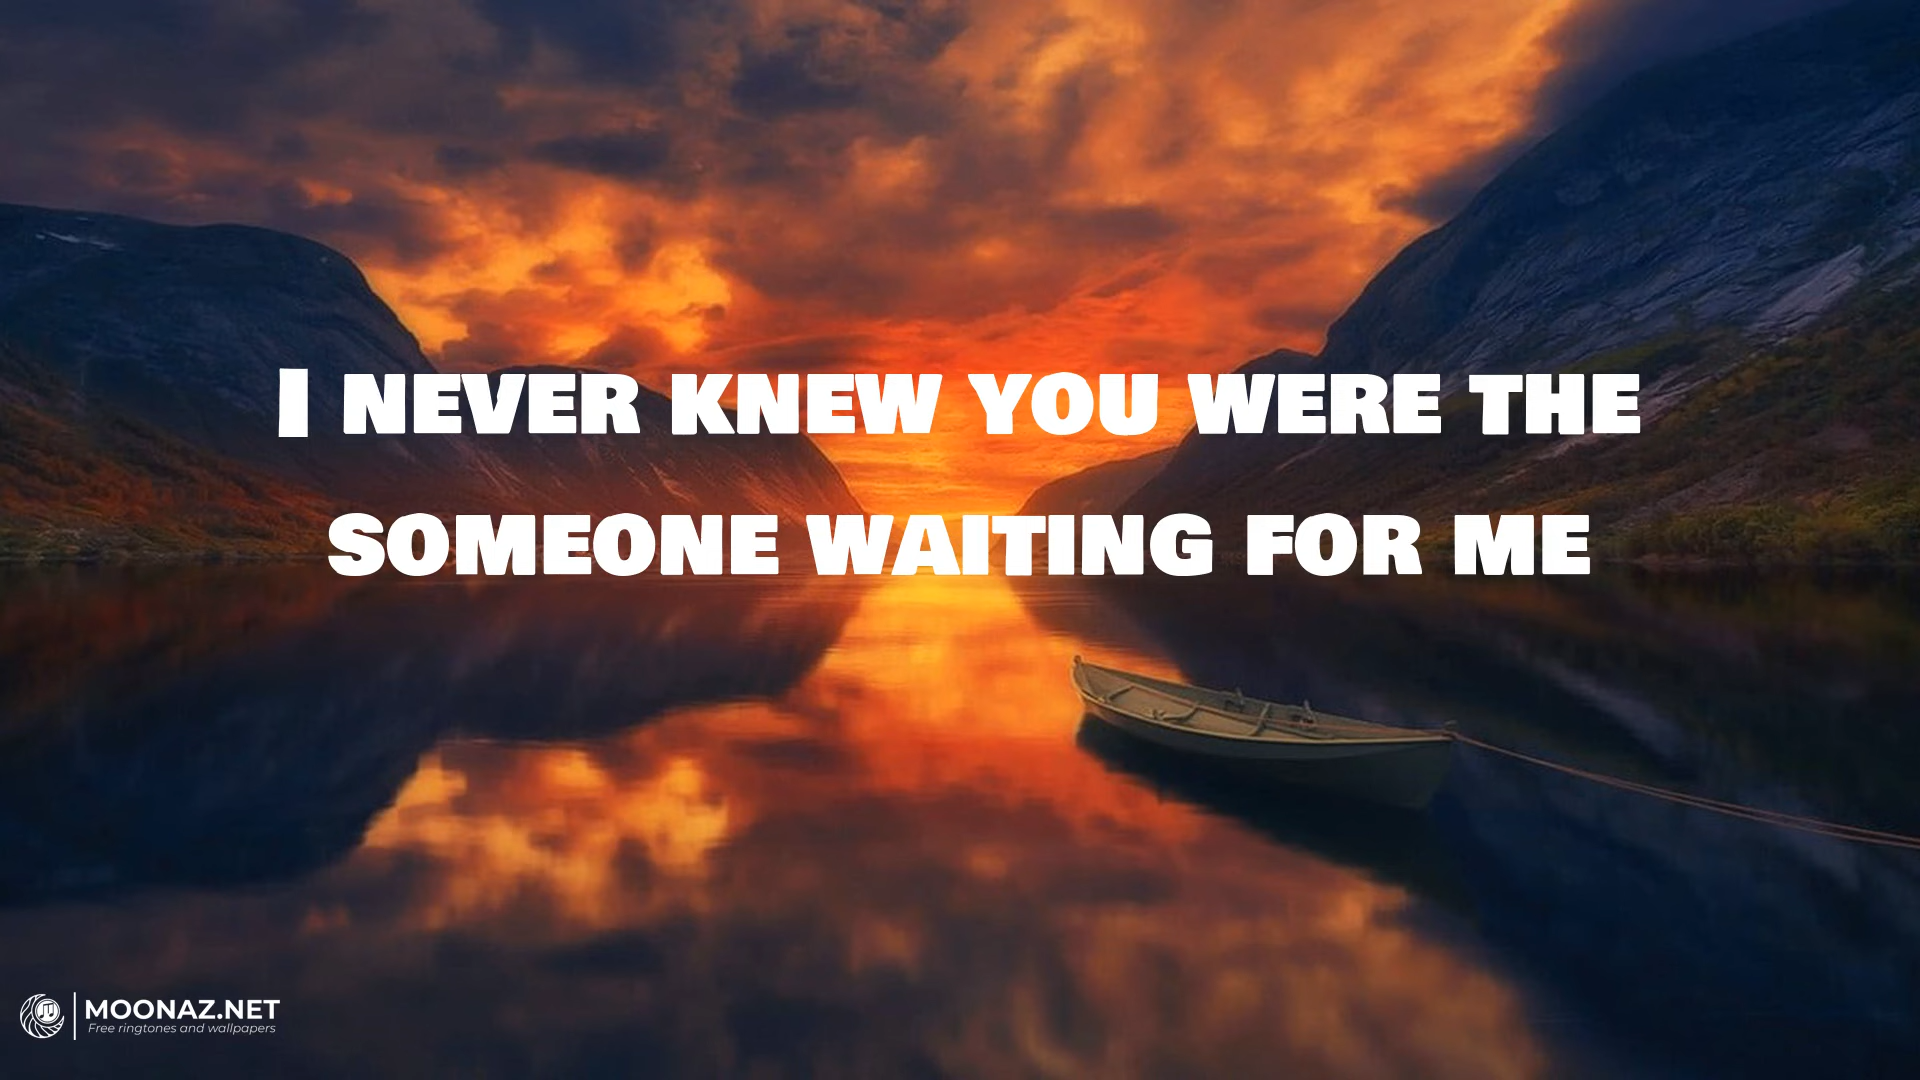 I NEVER KNEW YOU WERE THE
SOMEONE WAITING FOR ME
MOONAZ.NET
Free ringtones and wallpapers